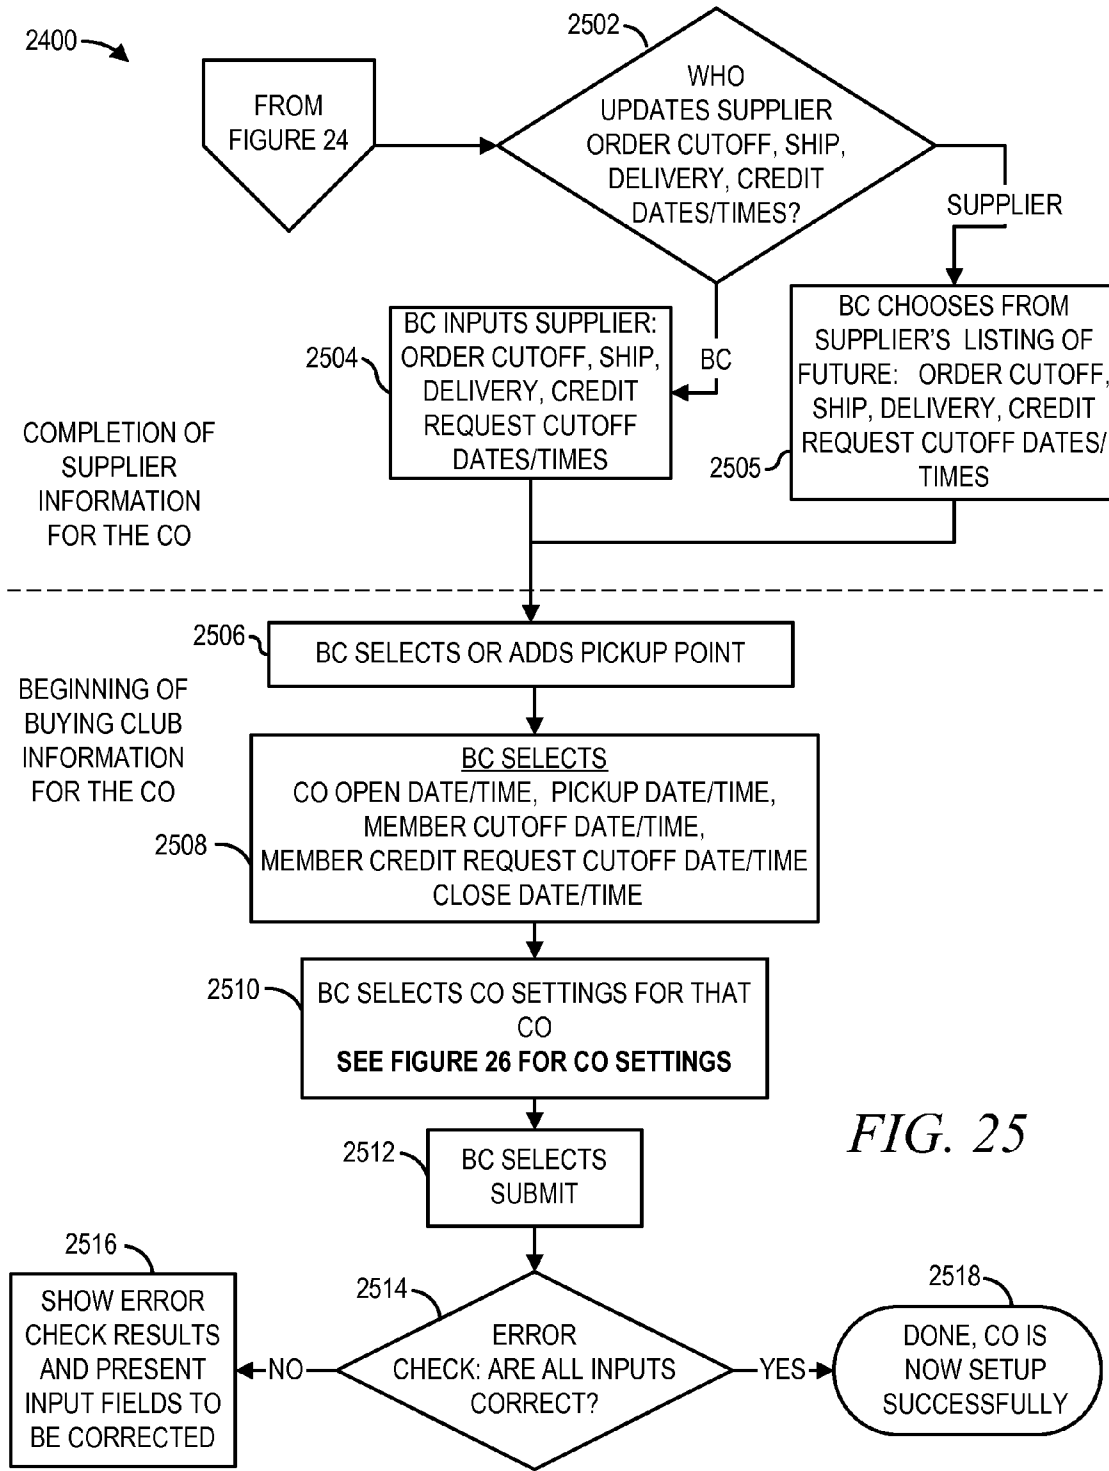 2400
FROM
FIGURE 24
2502
WHO
UPDATES SUPPLIER
ORDER CUTOFF, SHIP,
DELIVERY, CREDIT
DATES/TIMES?
SUPPLIER
BC
2504
BC INPUTS SUPPLIER:
ORDER CUTOFF, SHIP,
DELIVERY, CREDIT
REQUEST CUTOFF
DATES/TIMES
2505
BC CHOOSES FROM
SUPPLIER'S LISTING OF
FUTURE: ORDER CUTOFF,
SHIP, DELIVERY, CREDIT
REQUEST CUTOFF DATES/
TIMES
COMPLETION OF
SUPPLIER
INFORMATION
FOR THE CO
2506
BC SELECTS OR ADDS PICKUP POINT
BEGINNING OF
BUYING CLUB
INFORMATION
FOR THE CO
2508
BC SELECTS
CO OPEN DATE/TIME, PICKUP DATE/TIME,
MEMBER CUTOFF DATE/TIME,
MEMBER CREDIT REQUEST CUTOFF DATE/TIME
CLOSE DATE/TIME
2510
BC SELECTS CO SETTINGS FOR THAT
CO
SEE FIGURE 26 FOR CO SETTINGS
2512
BC SELECTS
SUBMIT
FIG. 25
2514
ERROR
CHECK: ARE ALL INPUTS
CORRECT?
NO
2516
SHOW ERROR
CHECK RESULTS
AND PRESENT
INPUT FIELDS TO
BE CORRECTED
YES
2518
DONE, CO IS
NOW SETUP
SUCCESSFULLY